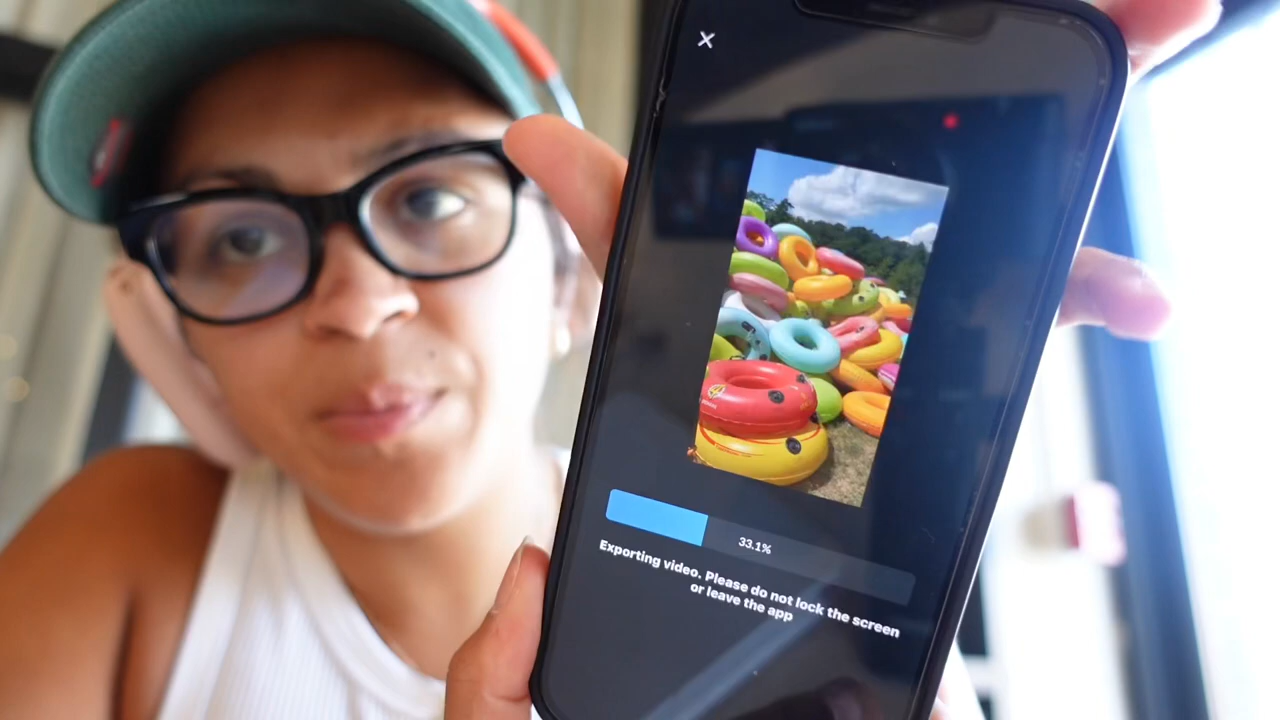 33.1%
Exporting video. Please do not lock the screen
or leave the app